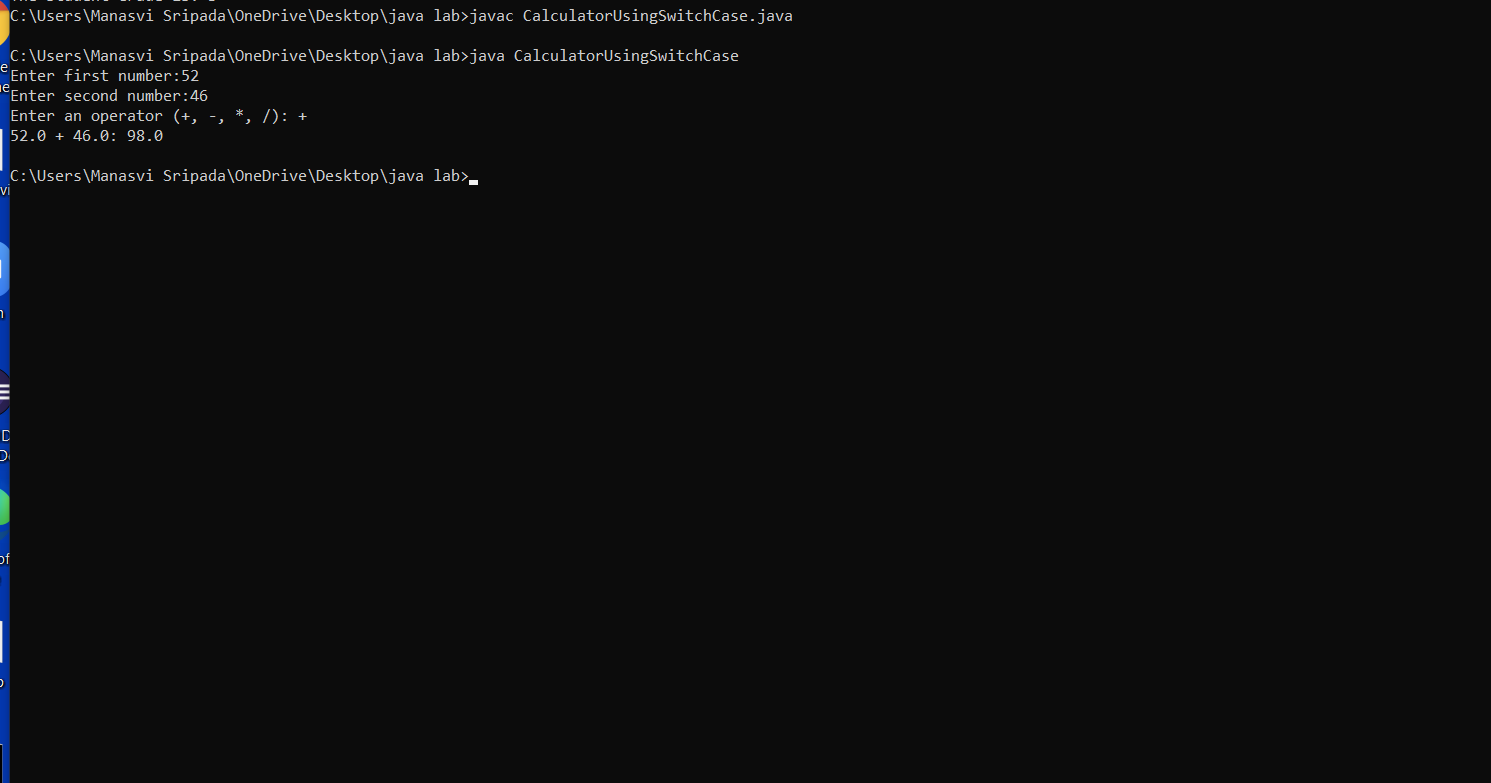 C:\Users\Manasvi Sripada\OneDrive\Desktop\java lab>javac CalculatorUsingSwitchCase.java
C:\Users\Manasvi Sripada\OneDrive\Desktop\java lab>java CalculatorUsingSwitchCase
Enter first number:52
Enter second number:46
Enter an operator (+, -, *, /): +
52.0 + 46.0: 98.0
C:\Users\Manasvi Sripada\OneDrive\Desktop\java lab>